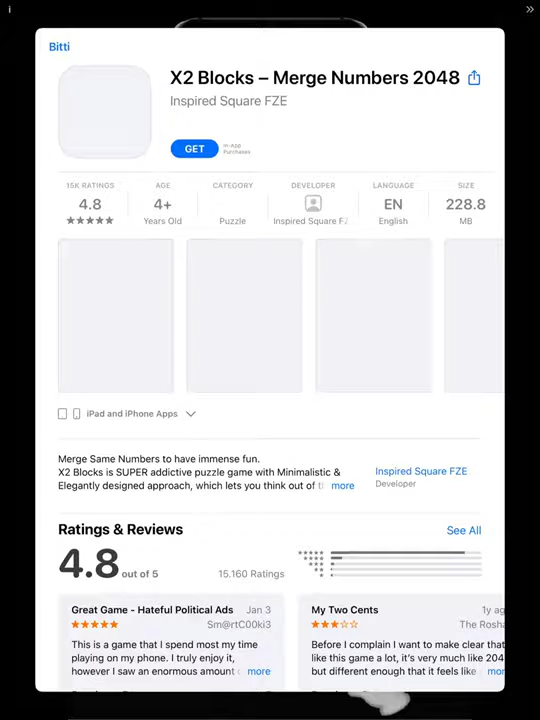 Bitti
X2 Blocks – Merge Numbers 2048
Inspired Square FZE
GET
In-App
Purchases
15K RATINGS
AGE
CATEGORY
DEVELOPER
LANGUAGE
SIZE
4.8
4+
EN
228.8
Years Old
Puzzle
Inspired Square FZ
English
MB
iPad and iPhone Apps
Merge Same Numbers to have immense fun.
X2 Blocks is SUPER addictive puzzle game with Minimalistic &
Elegantly designed approach, which lets you think out of
more
Inspired Square FZE
Developer
Ratings & Reviews
See All
4.8 out of 5
15.160 Ratings
Great Game - Hateful Political Ads
Jan 3
Sm@rtC00ki3
This is a game that I spend most my time
playing on my phone. I truly enjoy it,
however I saw an enormous amount
more
My Two Cents
1y
The
Before I complain I want to make clear that
like this game a lot, it's very much like 204
but different enough that it feels like